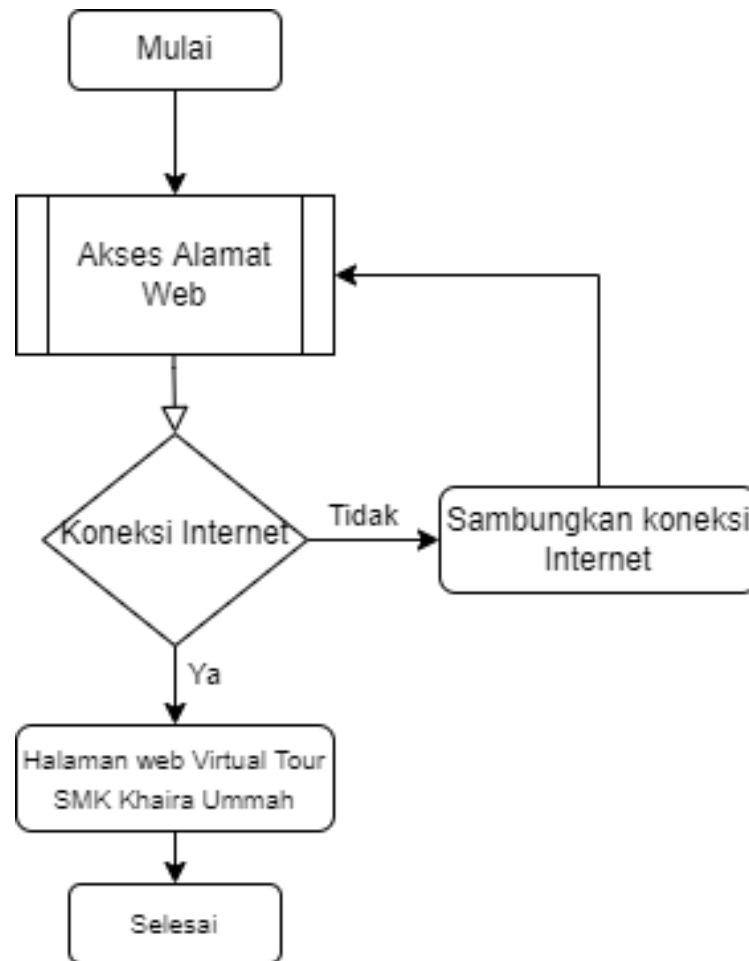 Mulai
Akses Alamat
Web
Koneksi Internet
Tidak
Sambungkan koneksi
Internet
Ya
Halaman web Virtual Tour
SMK Khaira Ummah
Selesai